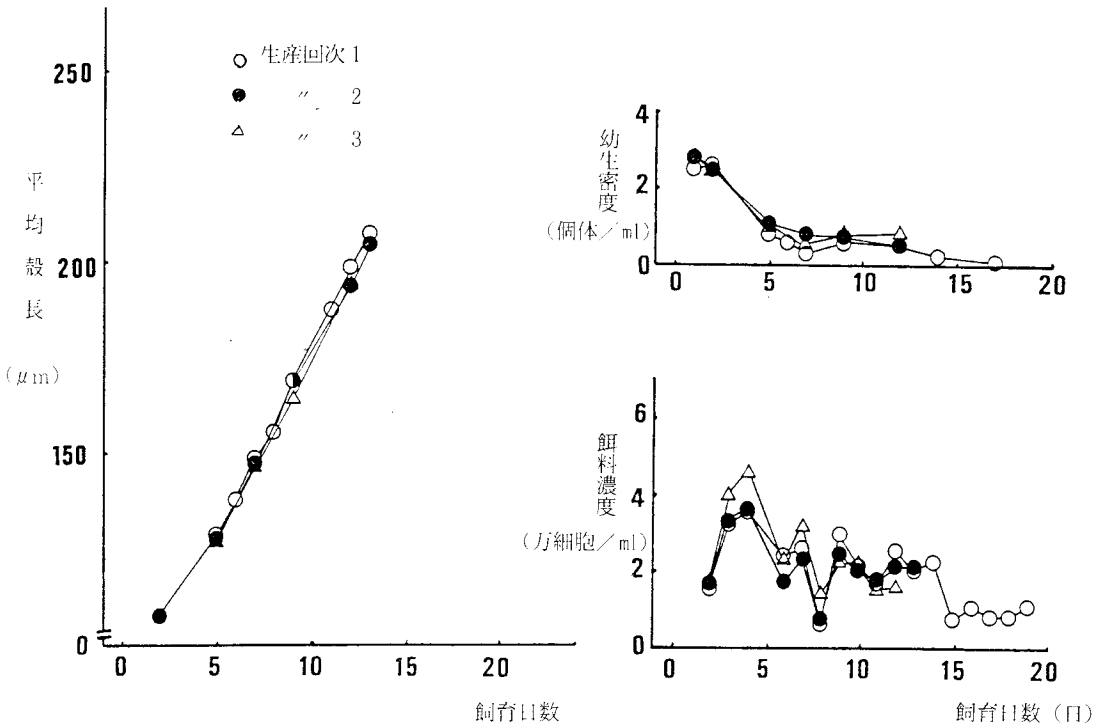 250
200
150
0
平均殻長
(μm)
○ 生産回次 1
● 〃 2
△ 〃 3
0 5 10 15 20
飼育日数
4
2
0
幼生密度
(個体/ml)
0 5 10 15 20
6
4
2
0
餌料濃度
(万細胞/ml)
0 5 10 15 20
飼育日数 (日)